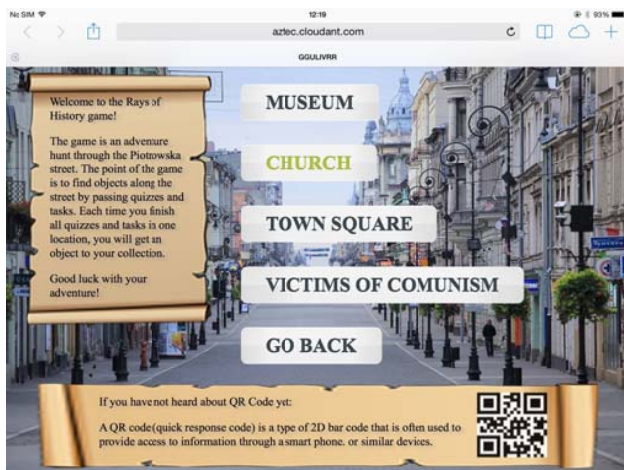 No SIM
12:19
93%
aztec.cloudant.com
GGULIVRR
Welcome to the Rays of
History game!
The game is an advenure
hunt through the Piotrowska
street. The point of the game
is to find objects along the
street by passing quizzes and
tasks. Each time you finish
all quizzes and tasks is one
location, you will get an
object to your collection.
Good luck with your
adventure!
MUSEUM
CHURCH
TOWN SQUARE
VICTIMS OF COMUNISM
GO BACK
If you have not heard about QR Code yet:
A QR code(quick response code) is a type of 2D bar code that is often used to
provide access to information through a smart phone. or similar devices.